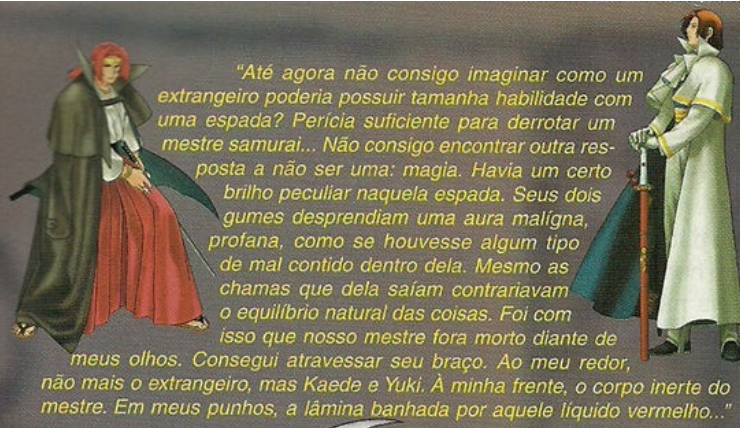 "Até agora não consigo imaginar como um
extrangeiro poderia possuir tamanha habilidade com
uma espada? Perícia suficiente para derrotar um
mestre samurai... Não consigo encontrar outra res-
posta a não ser uma: magia. Havia um certo
brilho peculiar naquela espada. Seus dois
gumes desprendiam uma aura malígna,
profana, como se houvesse algum tipo
de mal contido dentro dela. Mesmo as
chamas que dela saíam contrariavam
o equilíbrio natural das coisas. Foi com
isso que nosso mestre fora morto diante de
meus olhos. Consegui atravessar seu braço. Ao meu redor,
não mais o extrangeiro, mas Kaede e Yuki. À minha frente, o corpo inerte do
mestre. Em meus punhos, a lâmina banhada por aquele líquido vermelho..."